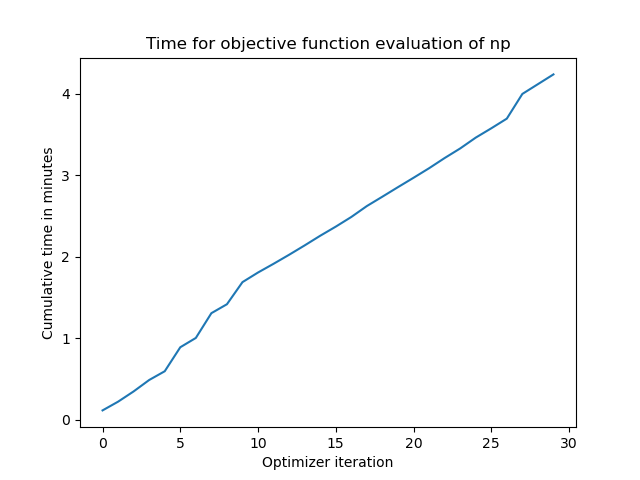 Time for objective function evaluation of np
Cumulative time in minutes
4
3
2
1
0
0 5 10 15 20 25 30
Optimizer iteration